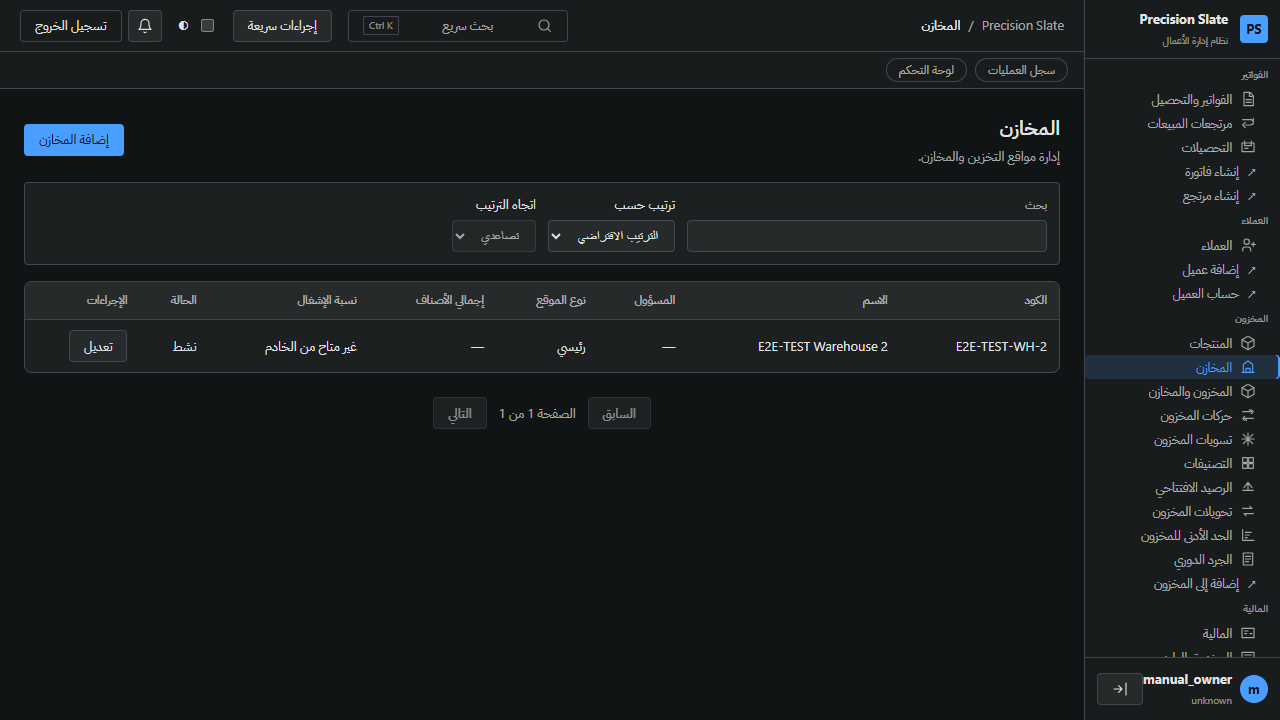 Precision Slate
نظام إدارة الأعمال
PS
Precision Slate / المخازن
بحث سريع
Ctrl K
إجراءات سريعة
تسجيل الخروج
سجل العمليات
لوحة التحكم
الفواتير
الفواتير والتحصيل
مرتجعات المبيعات
التحصيلات
إنشاء فاتورة
إنشاء مرتجع
العملاء
العملاء
إضافة عميل
حساب العميل
المخزون
المنتجات
المخازن
المخزون والمخازن
حركات المخزون
تسويات المخزون
التصنيفات
الرصيد الافتتاحي
تحويلات المخزون
الحد الأدنى للمخزون
الجرد الدوري
إضافة إلى المخزون
المالية
المالية
m
manual_owner
unknown
المخازن
إدارة مواقع التخزين والمخازن.
إضافة المخازن
بحث
ترتيب حسب
اتجاه الترتيب
الترتيب الافتراضي
تصاعدي
الكود الاسم المسؤول نوع الموقع إجمالي الأصناف نسبة الإشغال الحالة الإجراءات
E2E-TEST-WH-2 E2E-TEST Warehouse 2 — رئيسي — غير متاح من الخادم نشط تعديل
السابق الصفحة 1 من 1 التالي